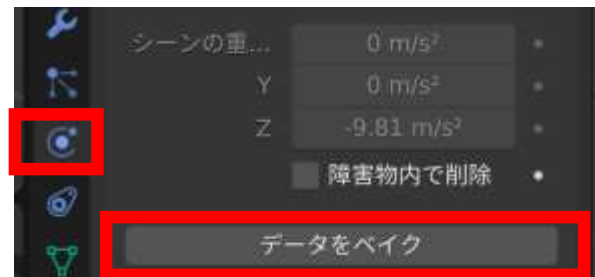 シーンの重... 0 m/s²
Y 0 m/s²
Z -9.81 m/s²
障害物内で削除
データをベイク